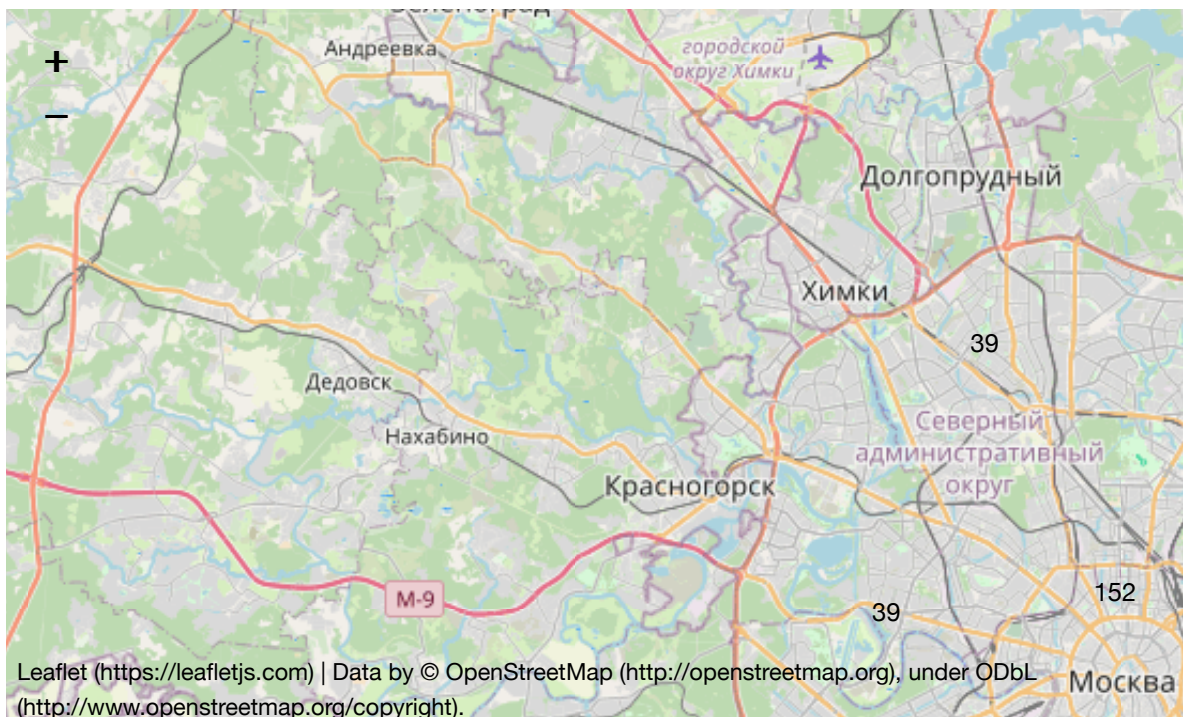 Зеленоград
+
Андреевка
городской
округ Химки
−
Долгопрудный
Химки
39
Дедовск
Нахабино
Северный
административный
округ
Красногорск
М-9
152
39
Leaflet (https://leafletjs.com) | Data by © OpenStreetMap (http://openstreetmap.org), under ODbL
(http://www.openstreetmap.org/copyright).
Москва